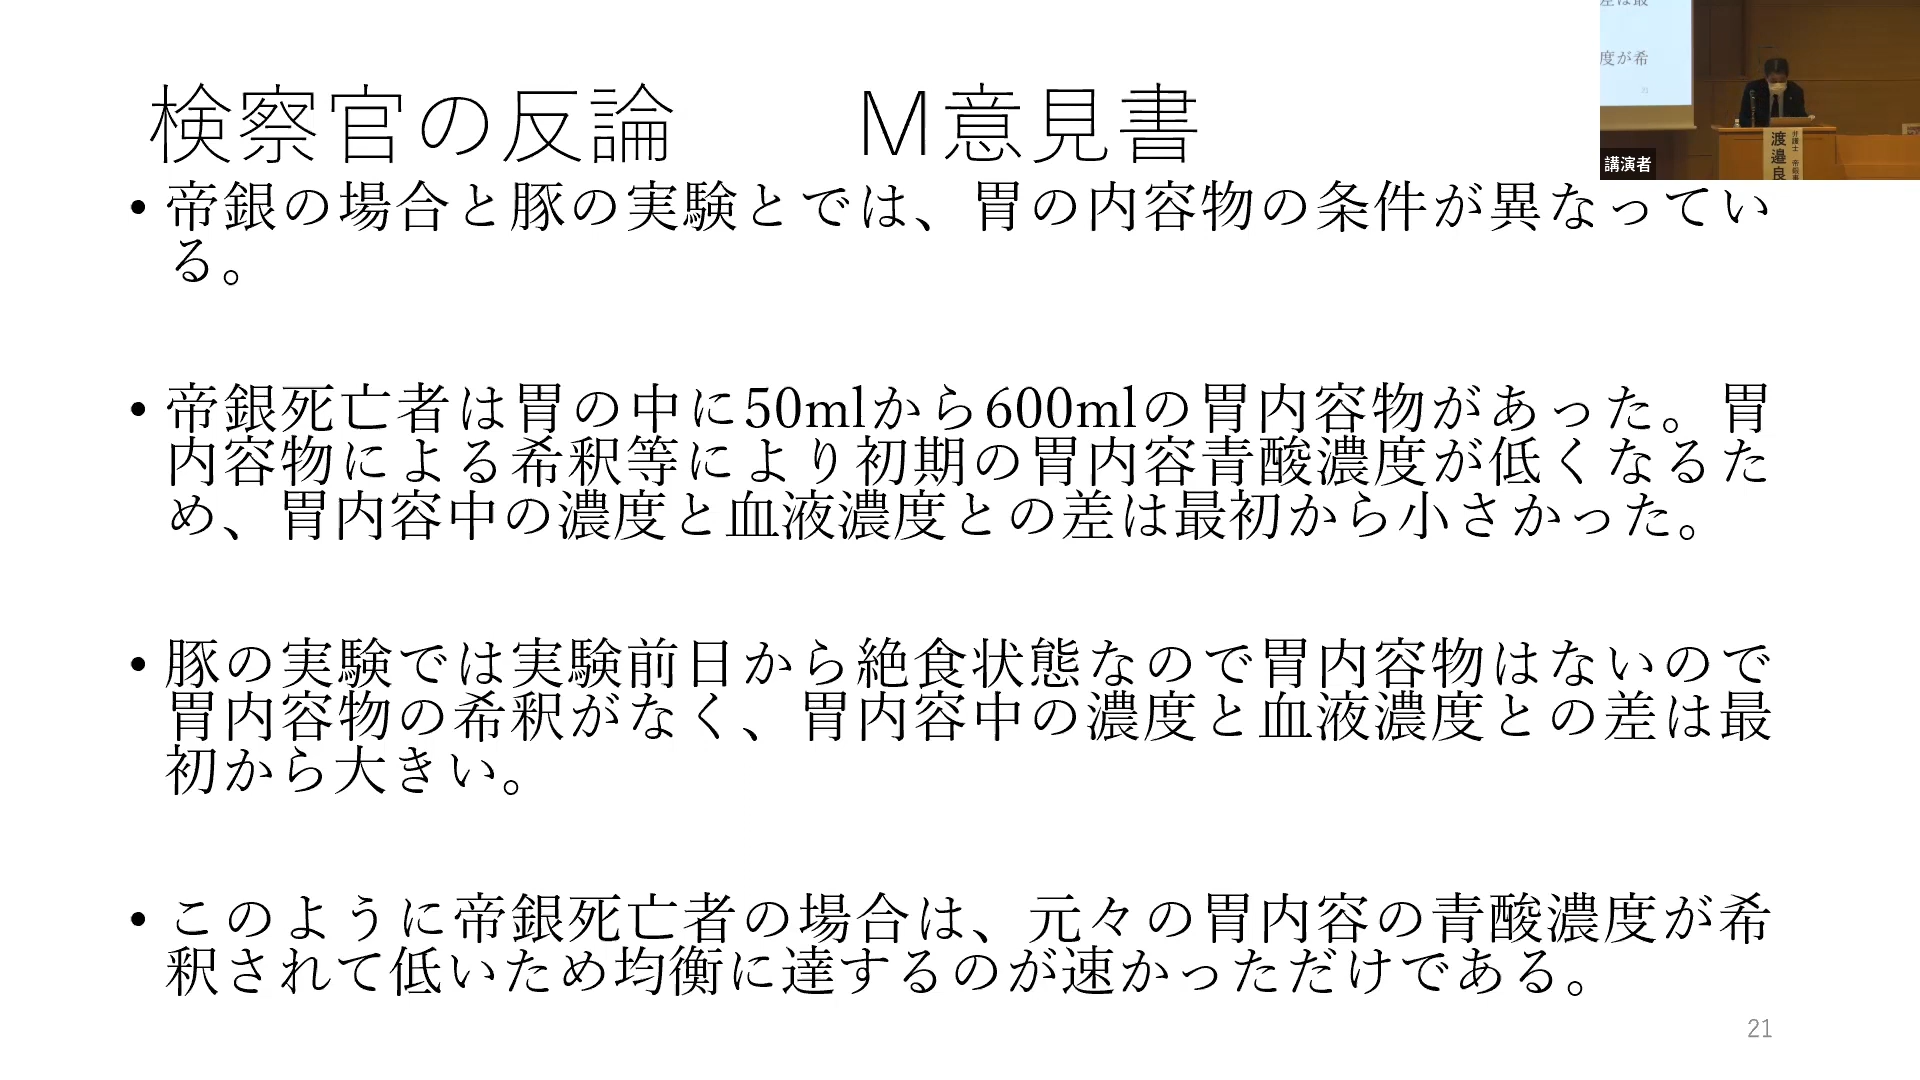 検察官の反論　　M意見書
• 帝銀の場合と豚の実験とでは、胃の内容物の条件が異なってい
る。
• 帝銀死亡者は胃の中に50mlから600mlの胃内容物があった。胃
内容物による希釈等により初期の胃内容青酸濃度が低くなるた
め、胃内容中の濃度と血液濃度との差は最初から小さかった。
• 豚の実験では実験前日から絶食状態なので胃内容物はないので
胃内容物の希釈がなく、胃内容中の濃度と血液濃度との差は最
初から大きい。
• このように帝銀死亡者の場合は、元々の胃内容の青酸濃度が希
釈されて低いため均衡に達するのが速かっただけである。
21
度が希
講演者
弁護士
渡邉良